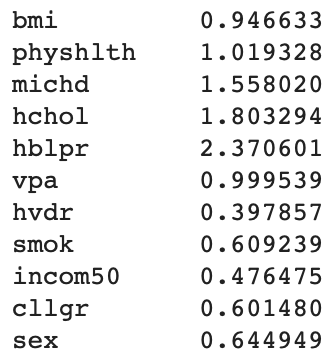 bmi 0.946633
physhlth 1.019328
michd 1.558020
hchol 1.803294
hblpr 2.370601
vpa 0.999539
hvdr 0.397857
smok 0.609239
incom50 0.476475
cllgr 0.601480
sex 0.644949